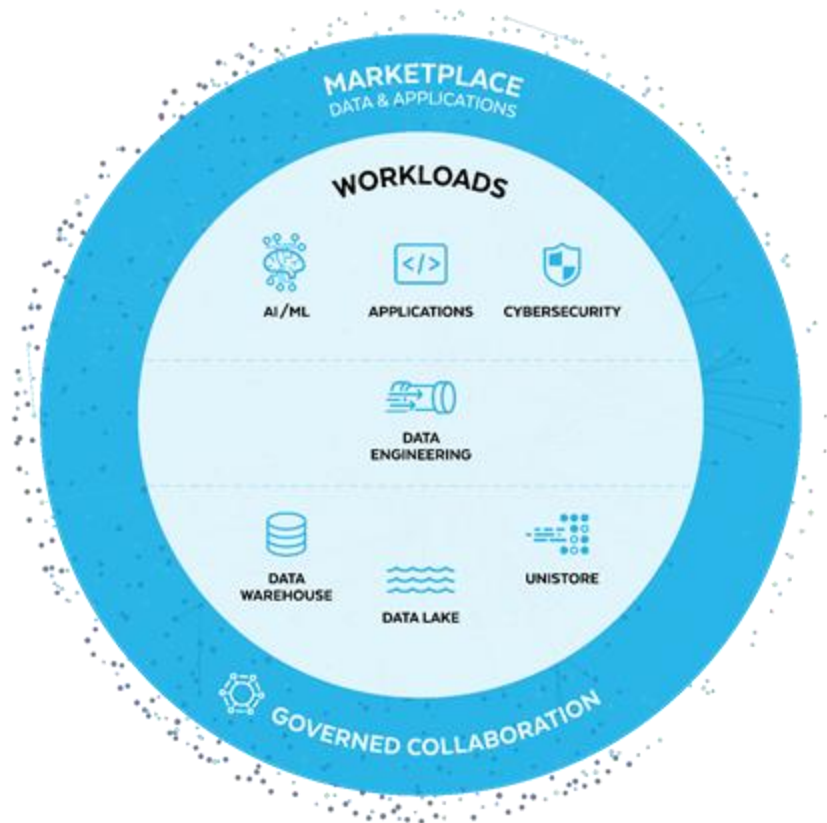 MARKETPLACE
DATA & APPLICATIONS
WORKLOADS
</>
AI/ML
APPLICATIONS
CYBERSECURITY
DATA
ENGINEERING
DATA
WAREHOUSE
DATA LAKE
UNISTORE
GOVERNED COLLABORATION